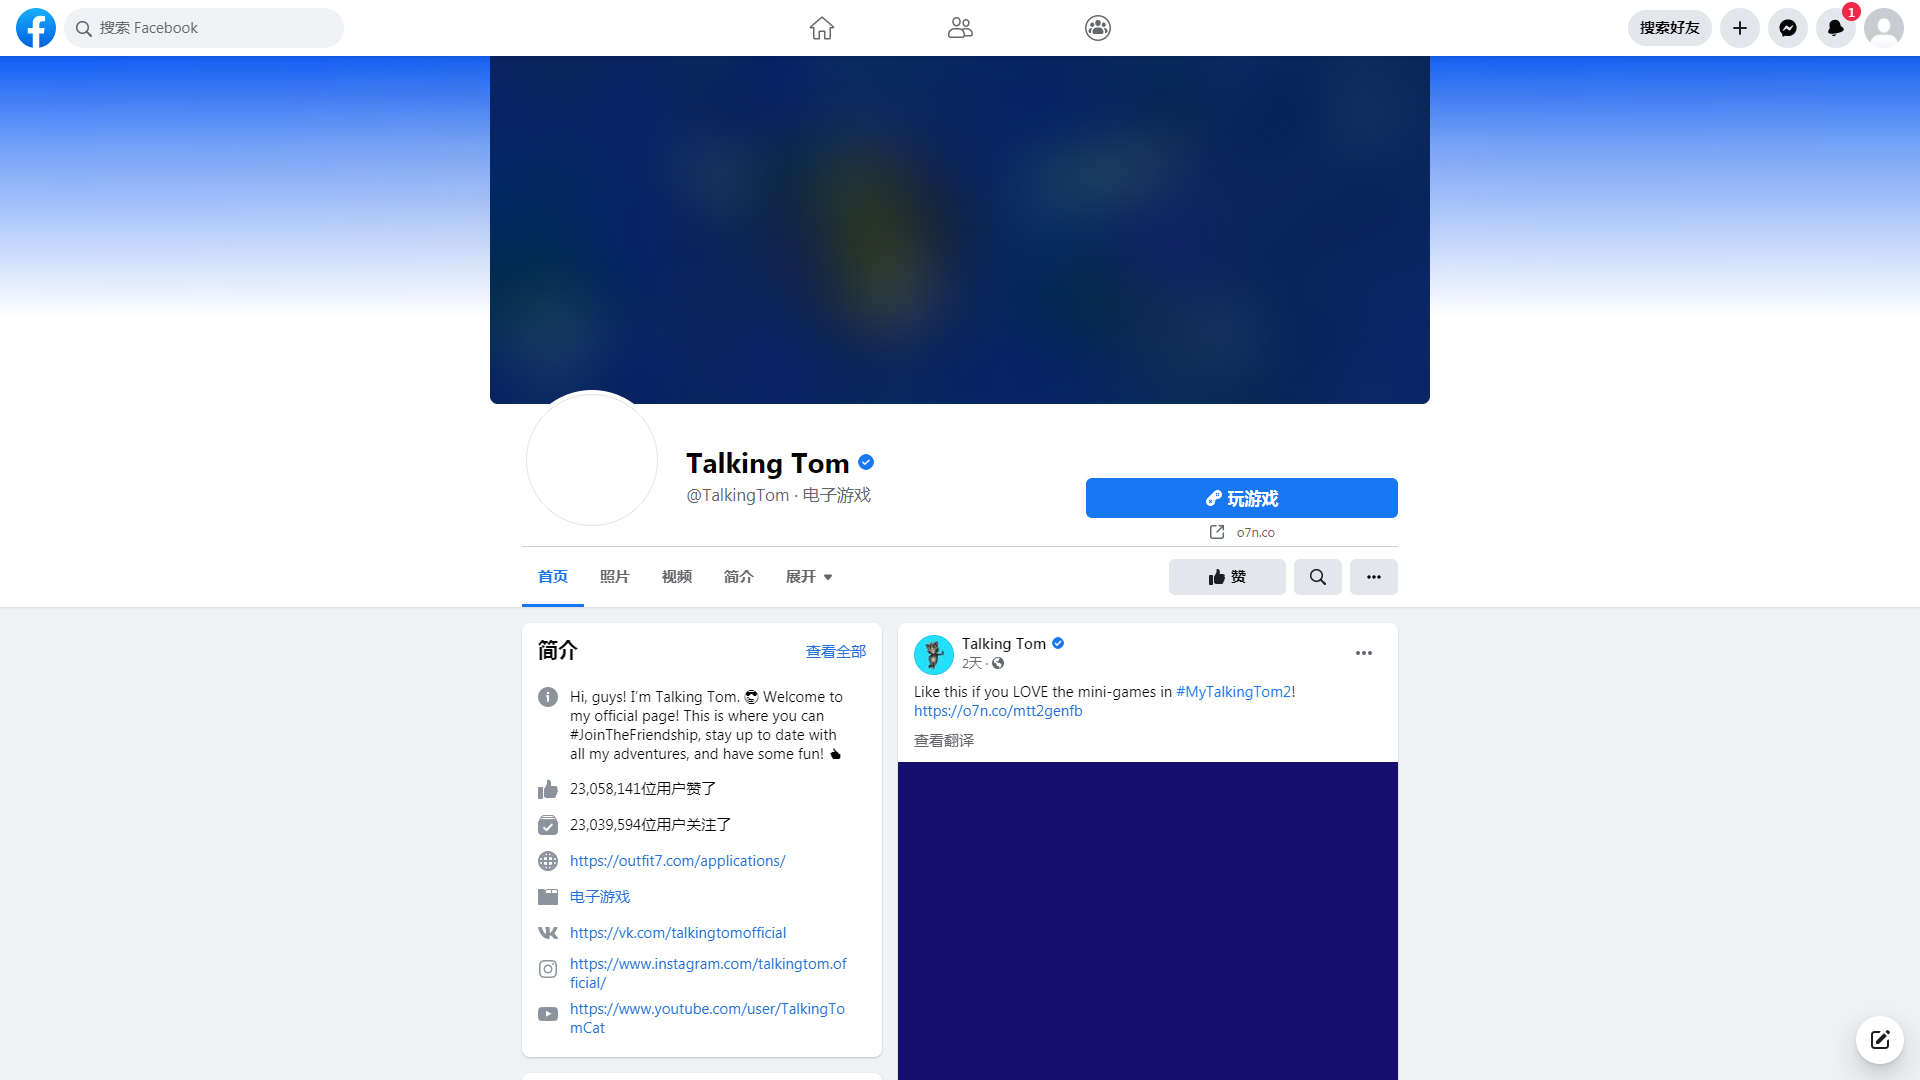 搜索 Facebook
搜索好友
1
Talking Tom
@TalkingTom · 电子游戏
玩游戏
o7n.co
首页
照片
视频
简介
展开
赞
简介
查看全部
Hi, guys! I’m Talking Tom. 😎 Welcome to
my official page! This is where you can
#JoinTheFriendship, stay up to date with
all my adventures, and have some fun! 👆
23,058,141位用户赞了
23,039,594位用户关注了
https://outfit7.com/applications/
电子游戏
https://vk.com/talkingtomofficial
https://www.instagram.com/talkingtom.of
ficial/
https://www.youtube.com/user/TalkingTo
mCat
Talking Tom
2天 ·
Like this if you LOVE the mini-games in #MyTalkingTom2!
https://o7n.co/mtt2genfb
查看翻译